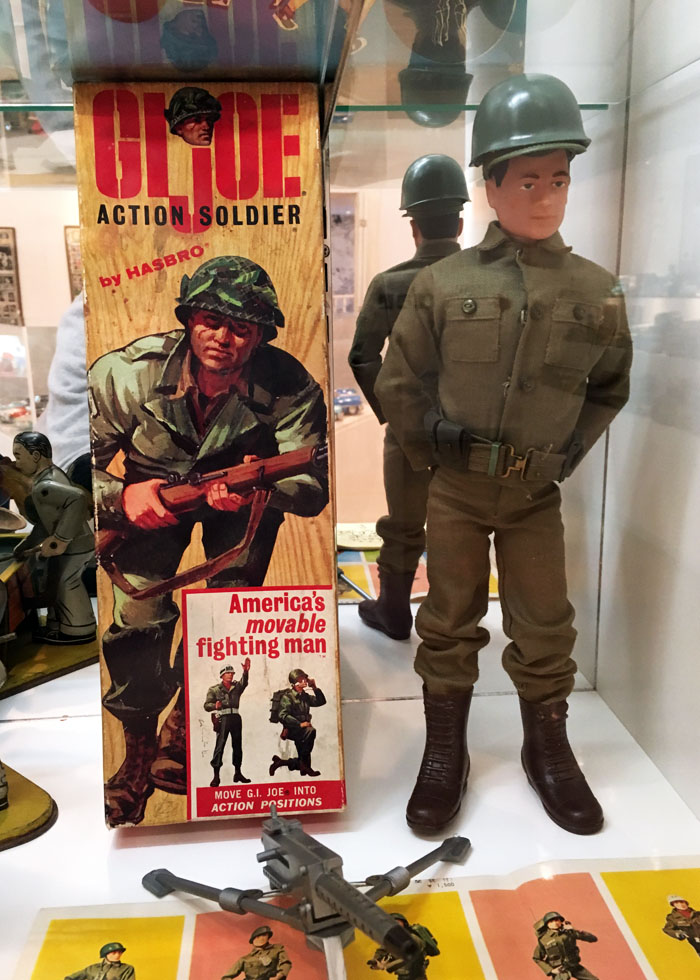 GI JOE
ACTION SOLDIER
by HASBRO
America's
movable
fighting man
MOVE G.I. JOE INTO
ACTION POSITIONS